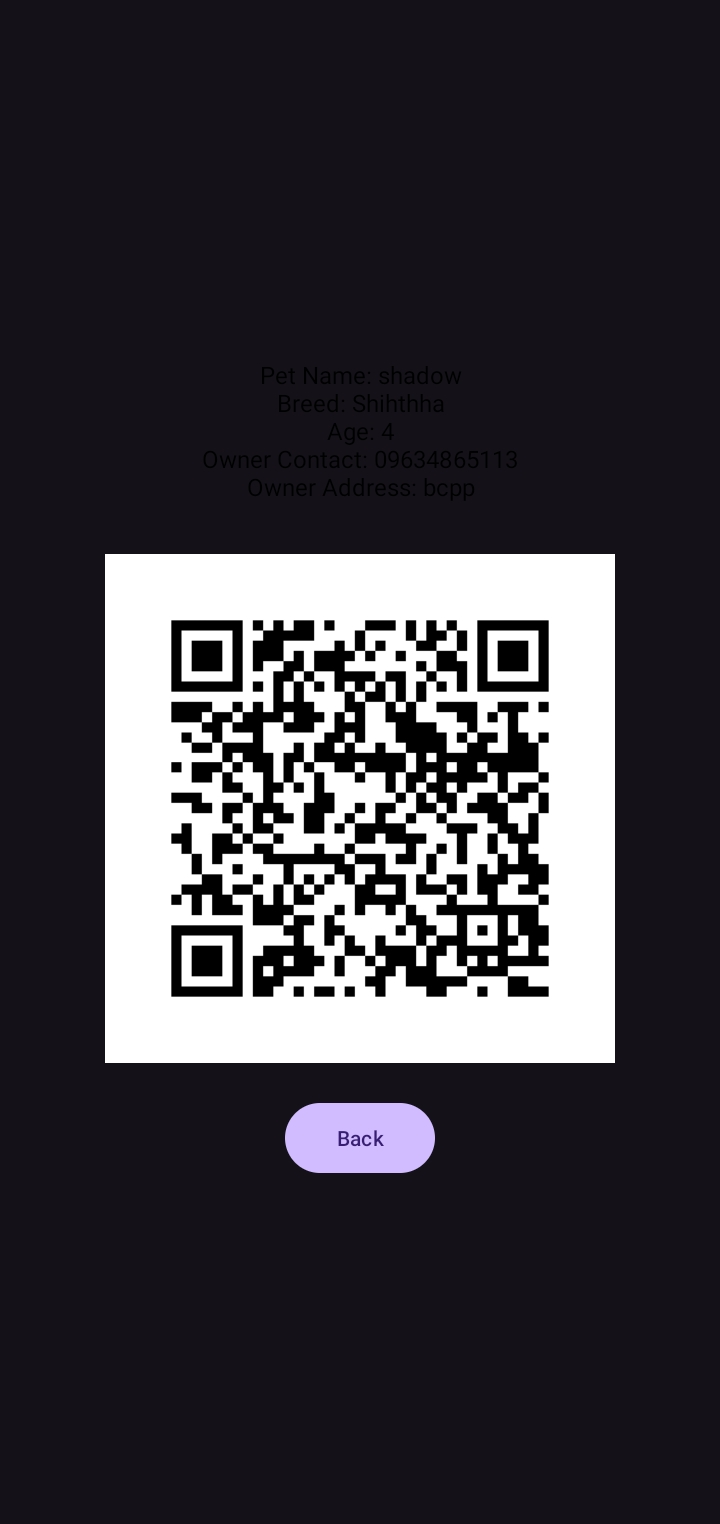 Pet Name: shadow
Breed: Shihthha
Age: 4
Owner Contact: 09634865113
Owner Address: bcpp
Back